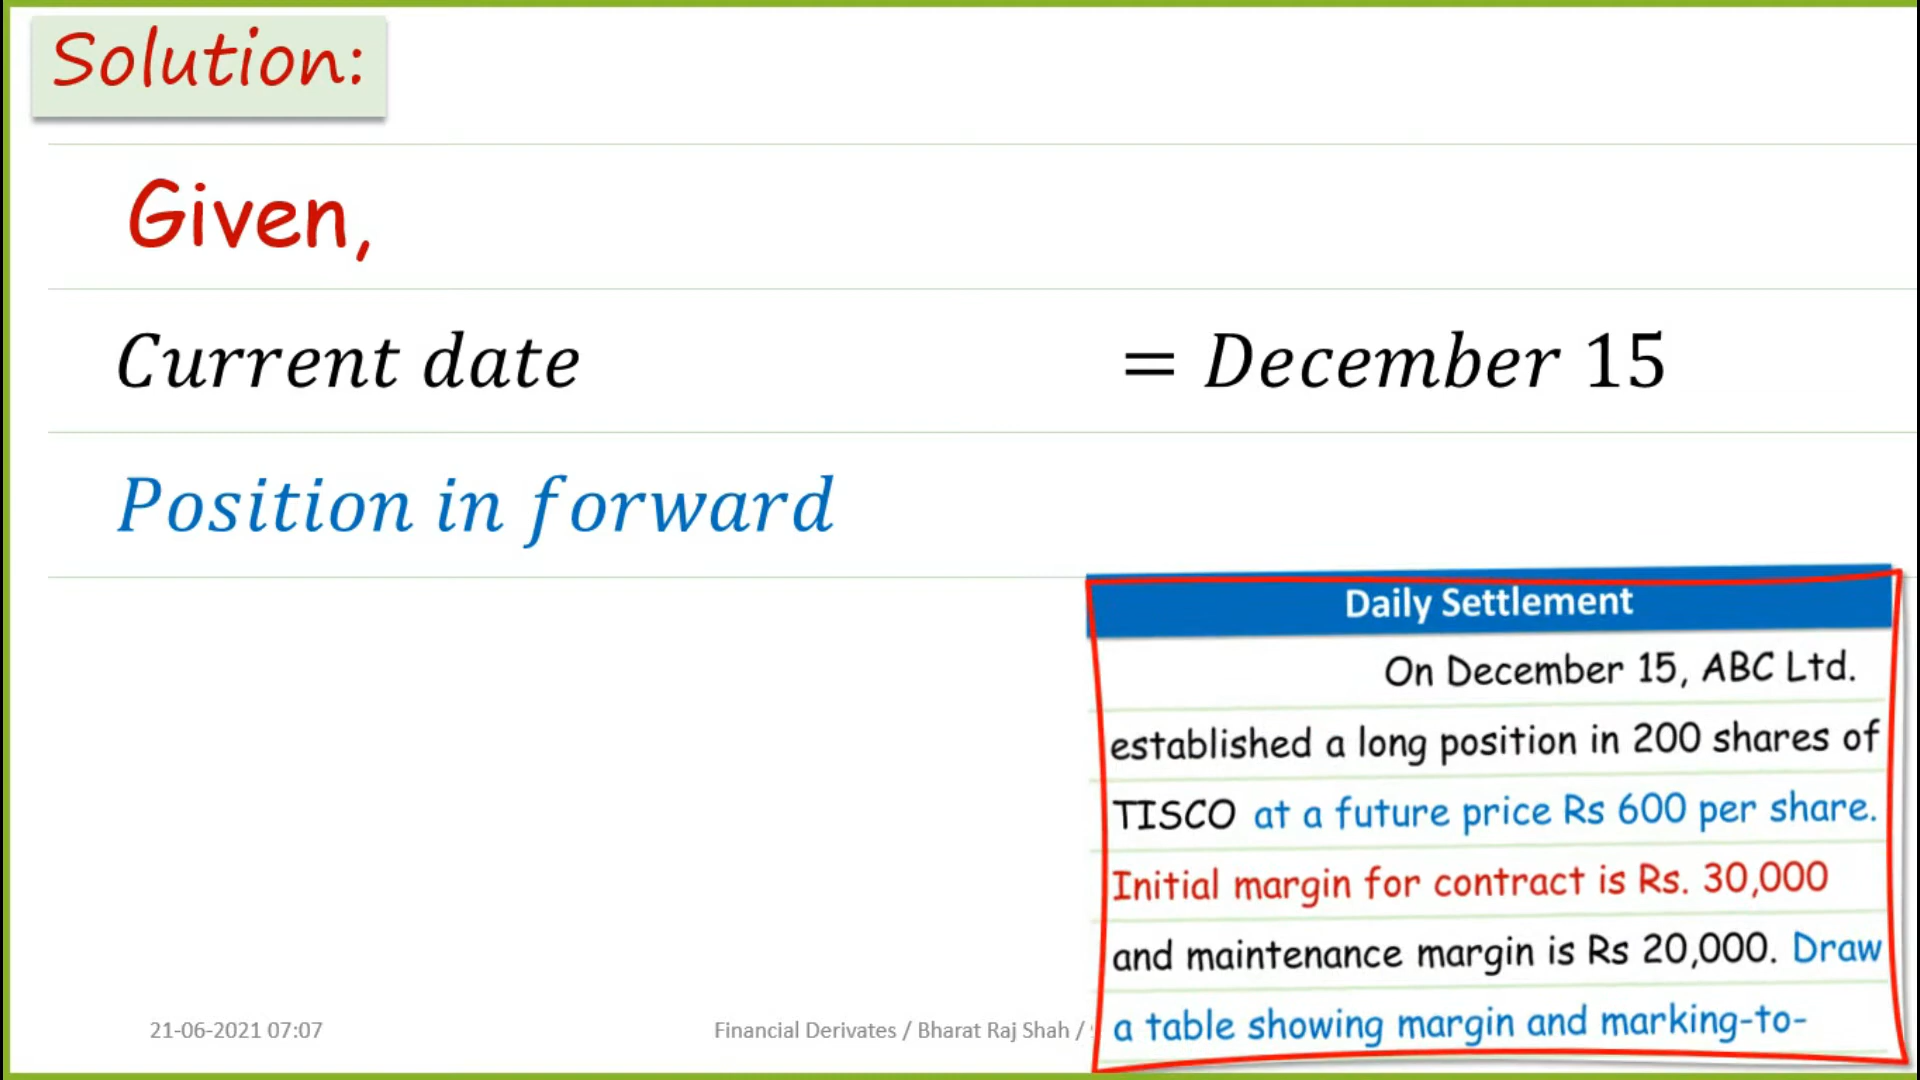 Solution:
Given,
Current date = December 15
Position in forward
Daily Settlement
On December 15, ABC Ltd.
established a long position in 200 shares of
TISCO at a future price Rs 600 per share.
Initial margin for contract is Rs. 30,000
and maintenance margin is Rs 20,000. Draw
a table showing margin and marking-to-
21-06-2021 07:07
Financial Derivates / Bharat Raj Shah /